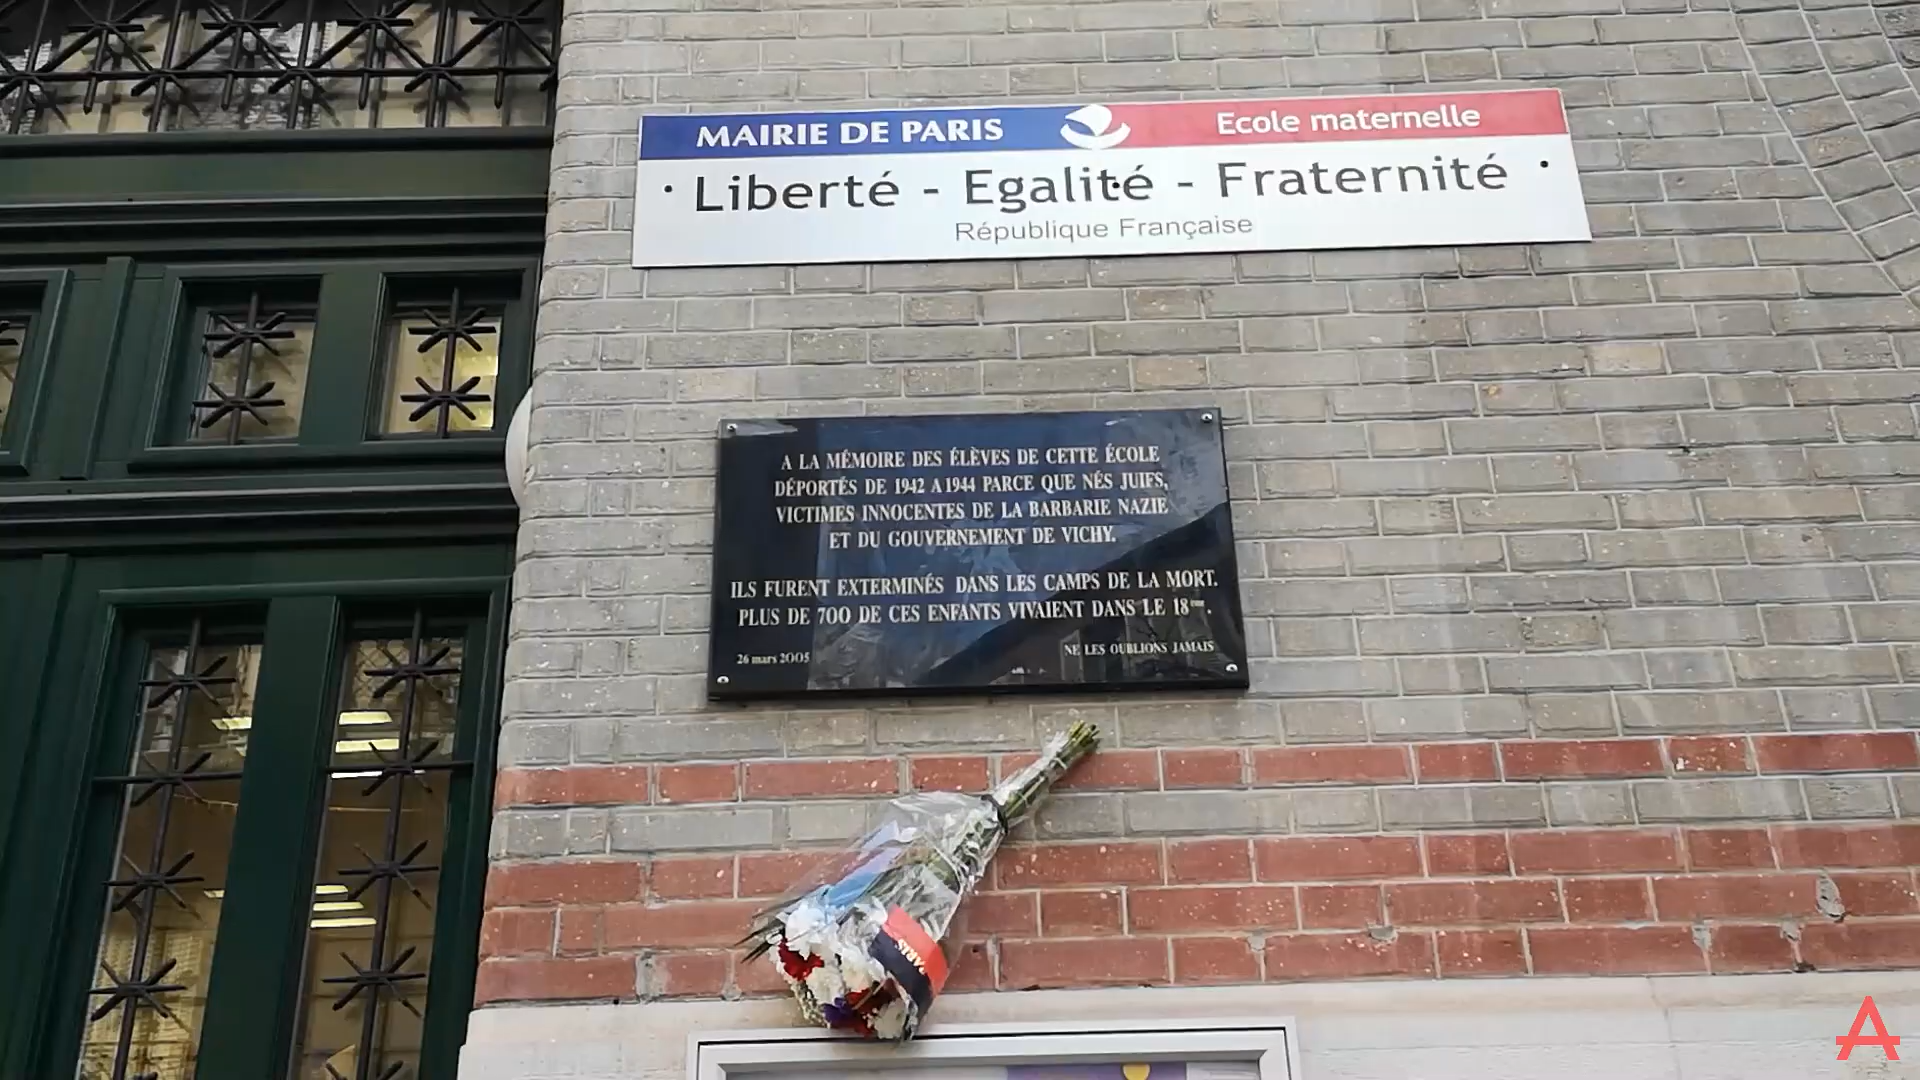 MAIRIE DE PARIS
Ecole maternelle
Liberté - Egalité - Fraternité
République Française
A LA MÉMOIRE DES ÉLÈVES DE CETTE ÉCOLE
DÉPORTÉS DE 1942 A 1944 PARCE QUE NÉS JUIFS,
VICTIMES INNOCENTES DE LA BARBARIE NAZIE
ET DU GOUVERNEMENT DE VICHY.
ILS FURENT EXTERMINÉS DANS LES CAMPS DE LA MORT.
PLUS DE 700 DE CES ENFANTS VIVAIENT DANS LE 18ème.
26 mars 2005
NE LES OUBLIONS JAMAIS
PARIS